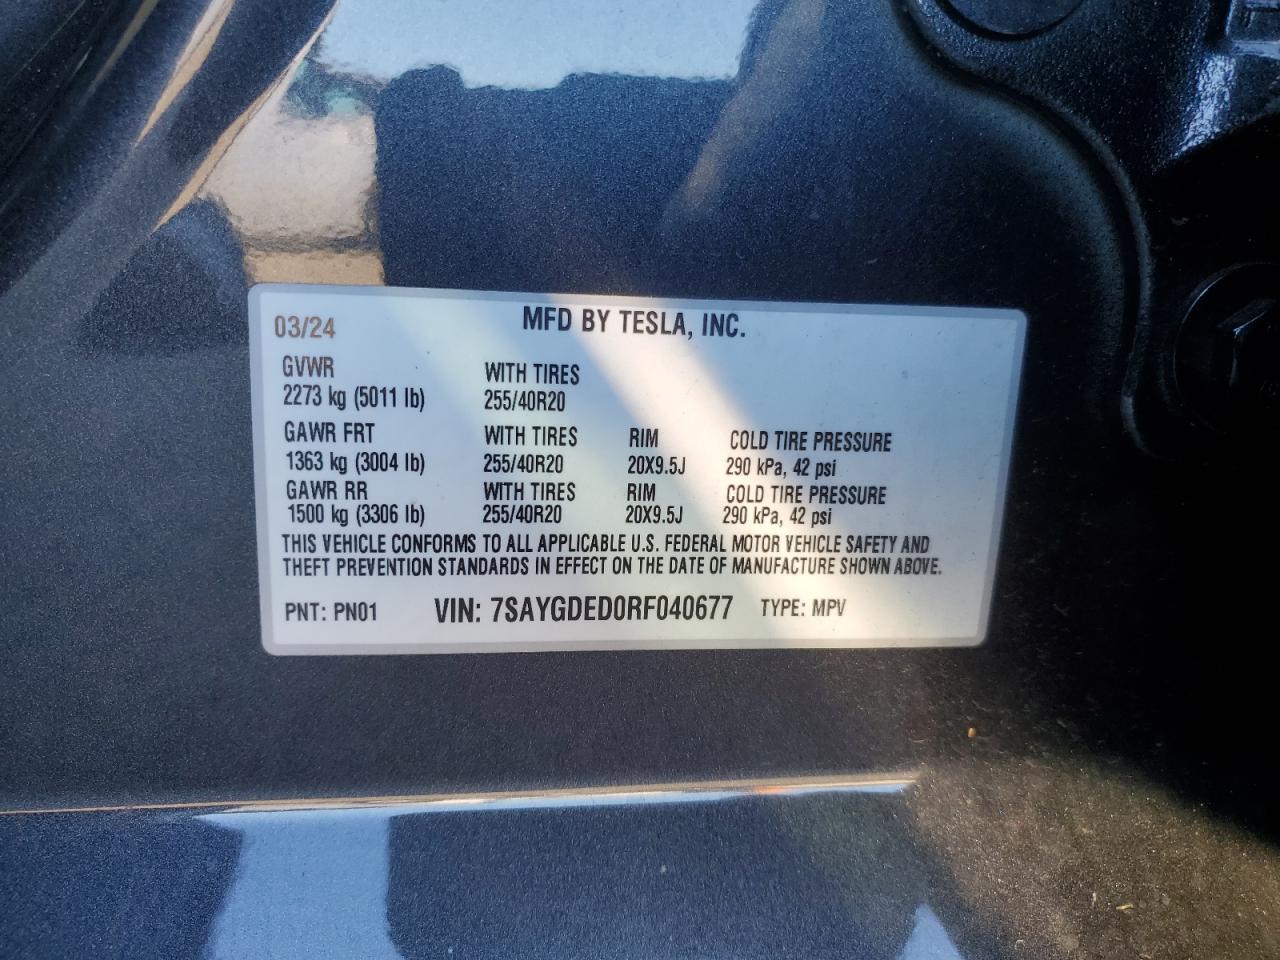 03/24 MFD BY TESLA, INC.
GVWR WITH TIRES
2273 kg (5011 lb) 255/40R20
GAWR FRT WITH TIRES RIM COLD TIRE PRESSURE
1363 kg (3004 lb) 255/40R20 20X9.5J 290 kPa, 42 psi
GAWR RR WITH TIRES RIM COLD TIRE PRESSURE
1500 kg (3306 lb) 255/40R20 20X9.5J 290 kPa, 42 psi
THIS VEHICLE CONFORMS TO ALL APPLICABLE U.S. FEDERAL MOTOR VEHICLE SAFETY AND
THEFT PREVENTION STANDARDS IN EFFECT ON THE DATE OF MANUFACTURE SHOWN ABOVE.
PNT: PN01 VIN: 7SAYGDED0RF040677 TYPE: MPV